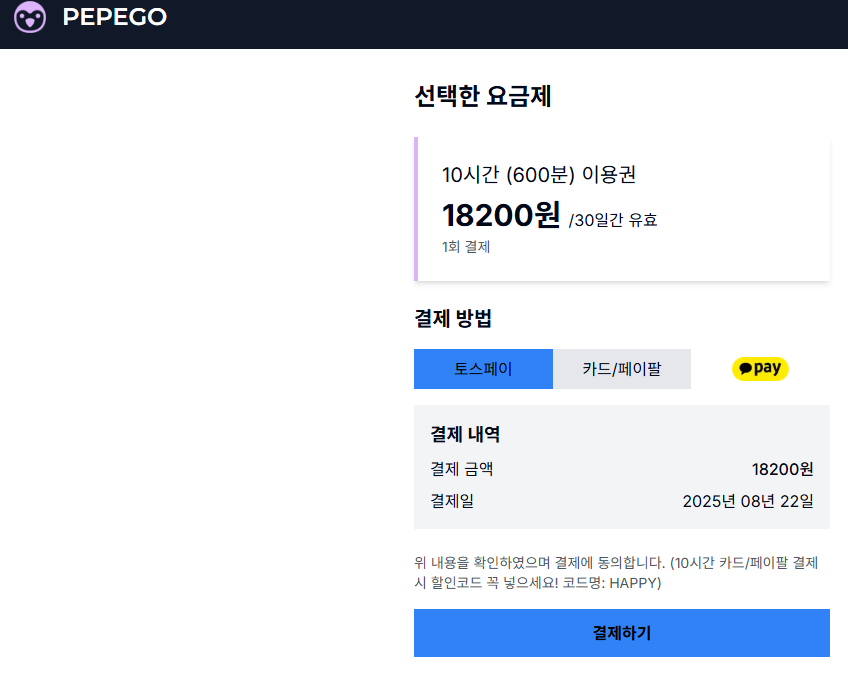 PEPEGO
선택한 요금제
10시간 (600분) 이용권
18200원 /30일간 유효
1회 결제
결제 방법
토스페이 카드/페이팔 pay
결제 내역
결제 금액 18200원
결제일 2025년 08년 22일
위 내용을 확인하였으며 결제에 동의합니다. (10시간 카드/페이팔 결제
시 할인코드 꼭 넣으세요! 코드명: HAPPY)
결제하기